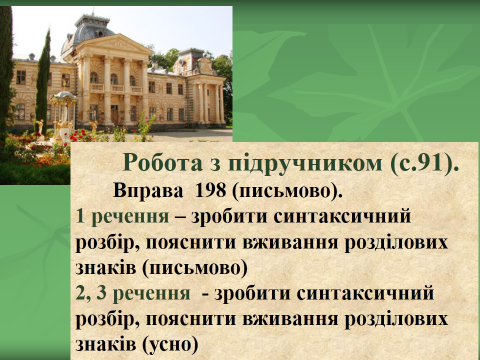 Робота з підручником (с.91).
Вправа 198 (письмово).
1 речення – зробити синтаксичний
розбір, пояснити вживання розділових
знаків (письмово)
2, 3 речення - зробити синтаксичний
розбір, пояснити вживання розділових
знаків (усно)